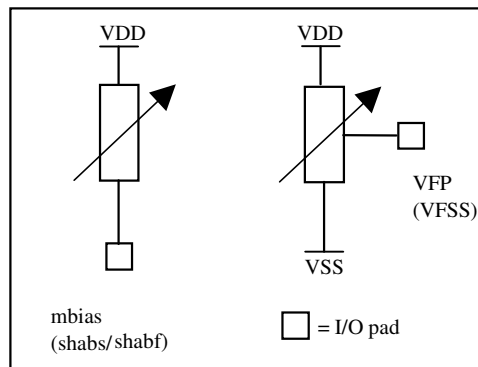 VDD
VDD
VFP
(VFSS)
VSS
mbias
(shabs/shabf)
= I/O pad